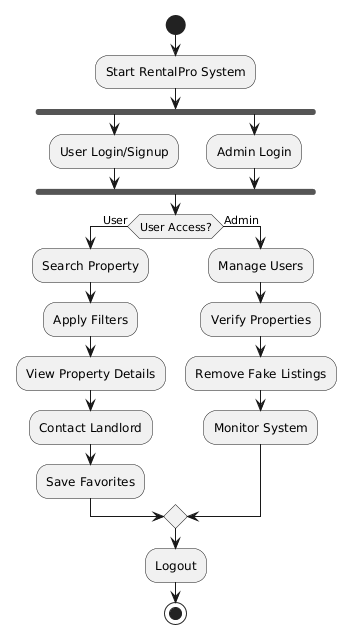 Start RentalPro System
User Login/Signup
Admin Login
User Access?
User
Admin
Search Property
Manage Users
Apply Filters
Verify Properties
View Property Details
Remove Fake Listings
Contact Landlord
Monitor System
Save Favorites
Logout